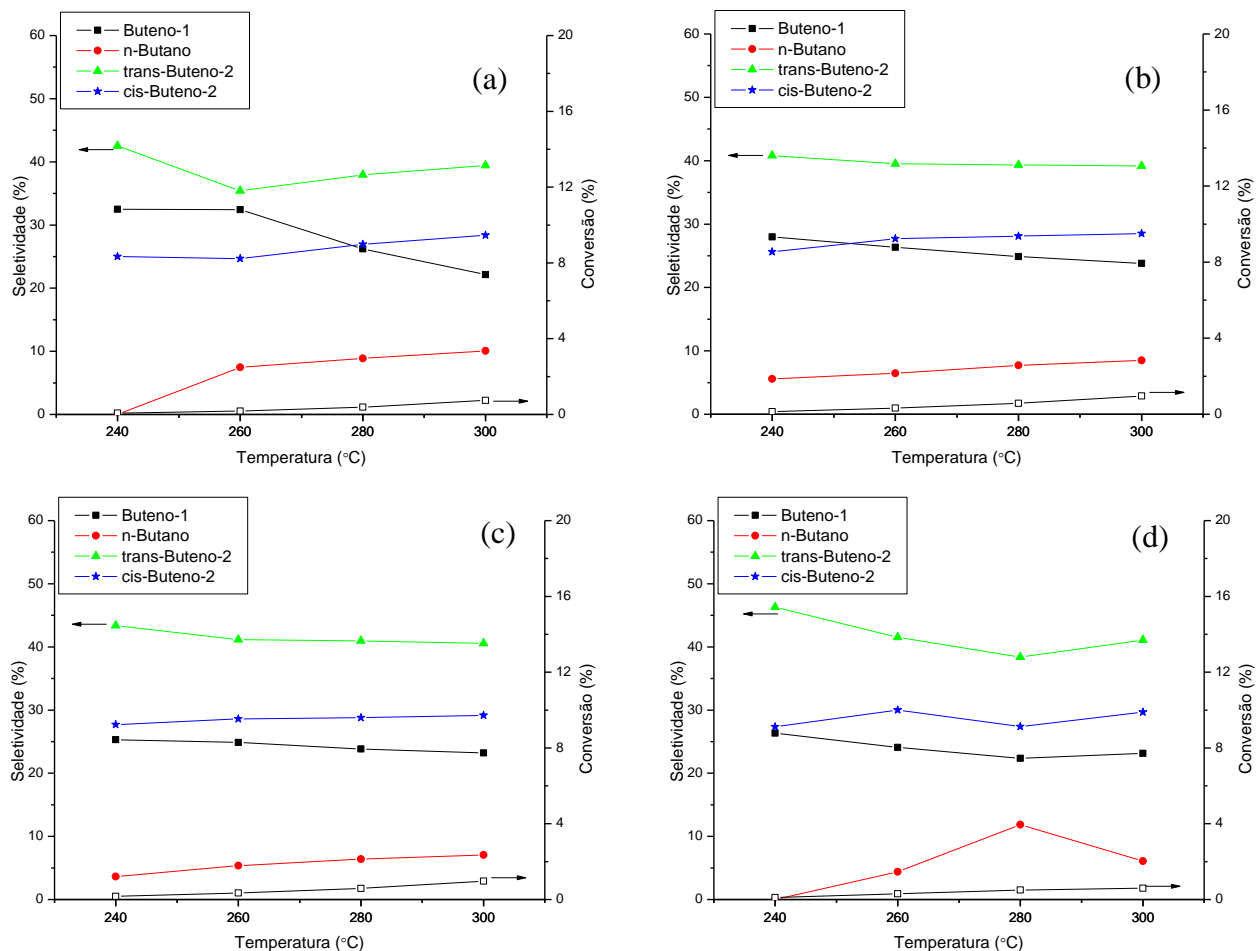 Buteno-1
n-Butano
trans-Buteno-2
cis-Buteno-2
(a)
60
50
40
30
20
10
0
Seletividade (%)
20
16
12
8
4
0
Conversão (%)
240 260 280 300
Temperatura (°C)
Buteno-1
n-Butano
trans-Buteno-2
cis-Buteno-2
(b)
60
50
40
30
20
10
0
Seletividade (%)
20
16
12
8
4
0
Conversão (%)
240 260 280 300
Temperatura (°C)
Buteno-1
n-Butano
trans-Buteno-2
cis-Buteno-2
(c)
60
50
40
30
20
10
0
Seletividade (%)
20
16
12
8
4
0
Conversão (%)
240 260 280 300
Temperatura (°C)
Buteno-1
n-Butano
trans-Buteno-2
cis-Buteno-2
(d)
60
50
40
30
20
10
0
Seletividade (%)
20
16
12
8
4
0
Conversão (%)
240 260 280 300
Temperatura (°C)